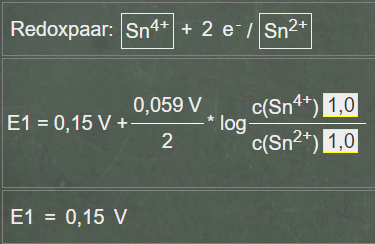 Redoxpaar: Sn⁴⁺ + 2 e⁻ / Sn²⁺
E1 = 0,15 V + 0,059 V / 2 * log c(Sn⁴⁺) 1,0 / c(Sn²⁺) 1,0
E1 = 0,15 V